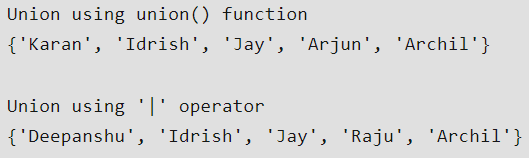 Union using union() function
{'Karan', 'Idrish', 'Jay', 'Arjun', 'Archil'}
Union using '|' operator
{'Deepanshu', 'Idrish', 'Jay', 'Raju', 'Archil'}